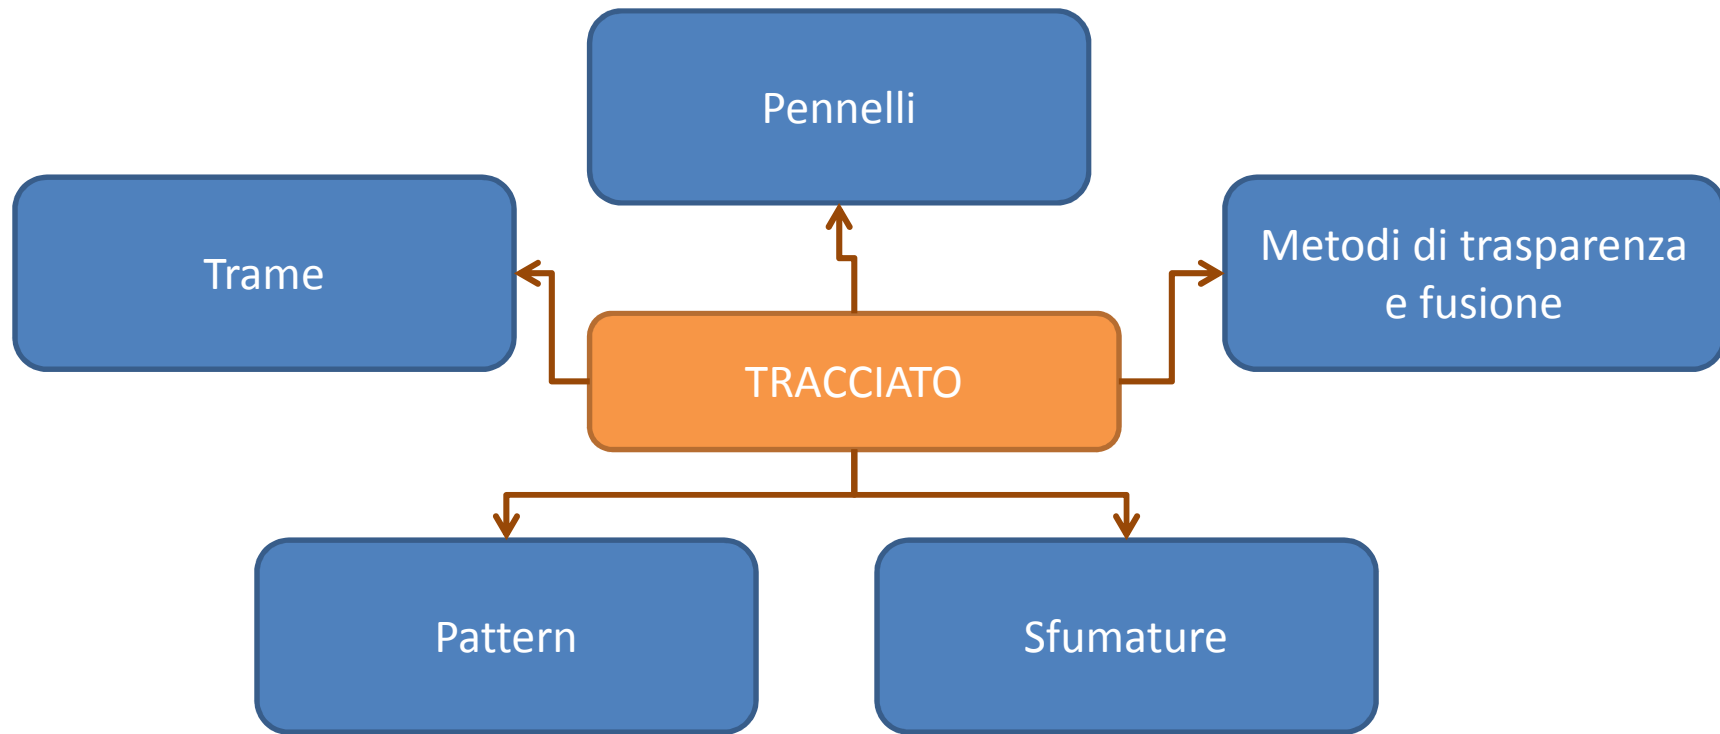 Pennelli
Trame
Metodi di trasparenza
e fusione
TRACCIATO
Pattern
Sfumature